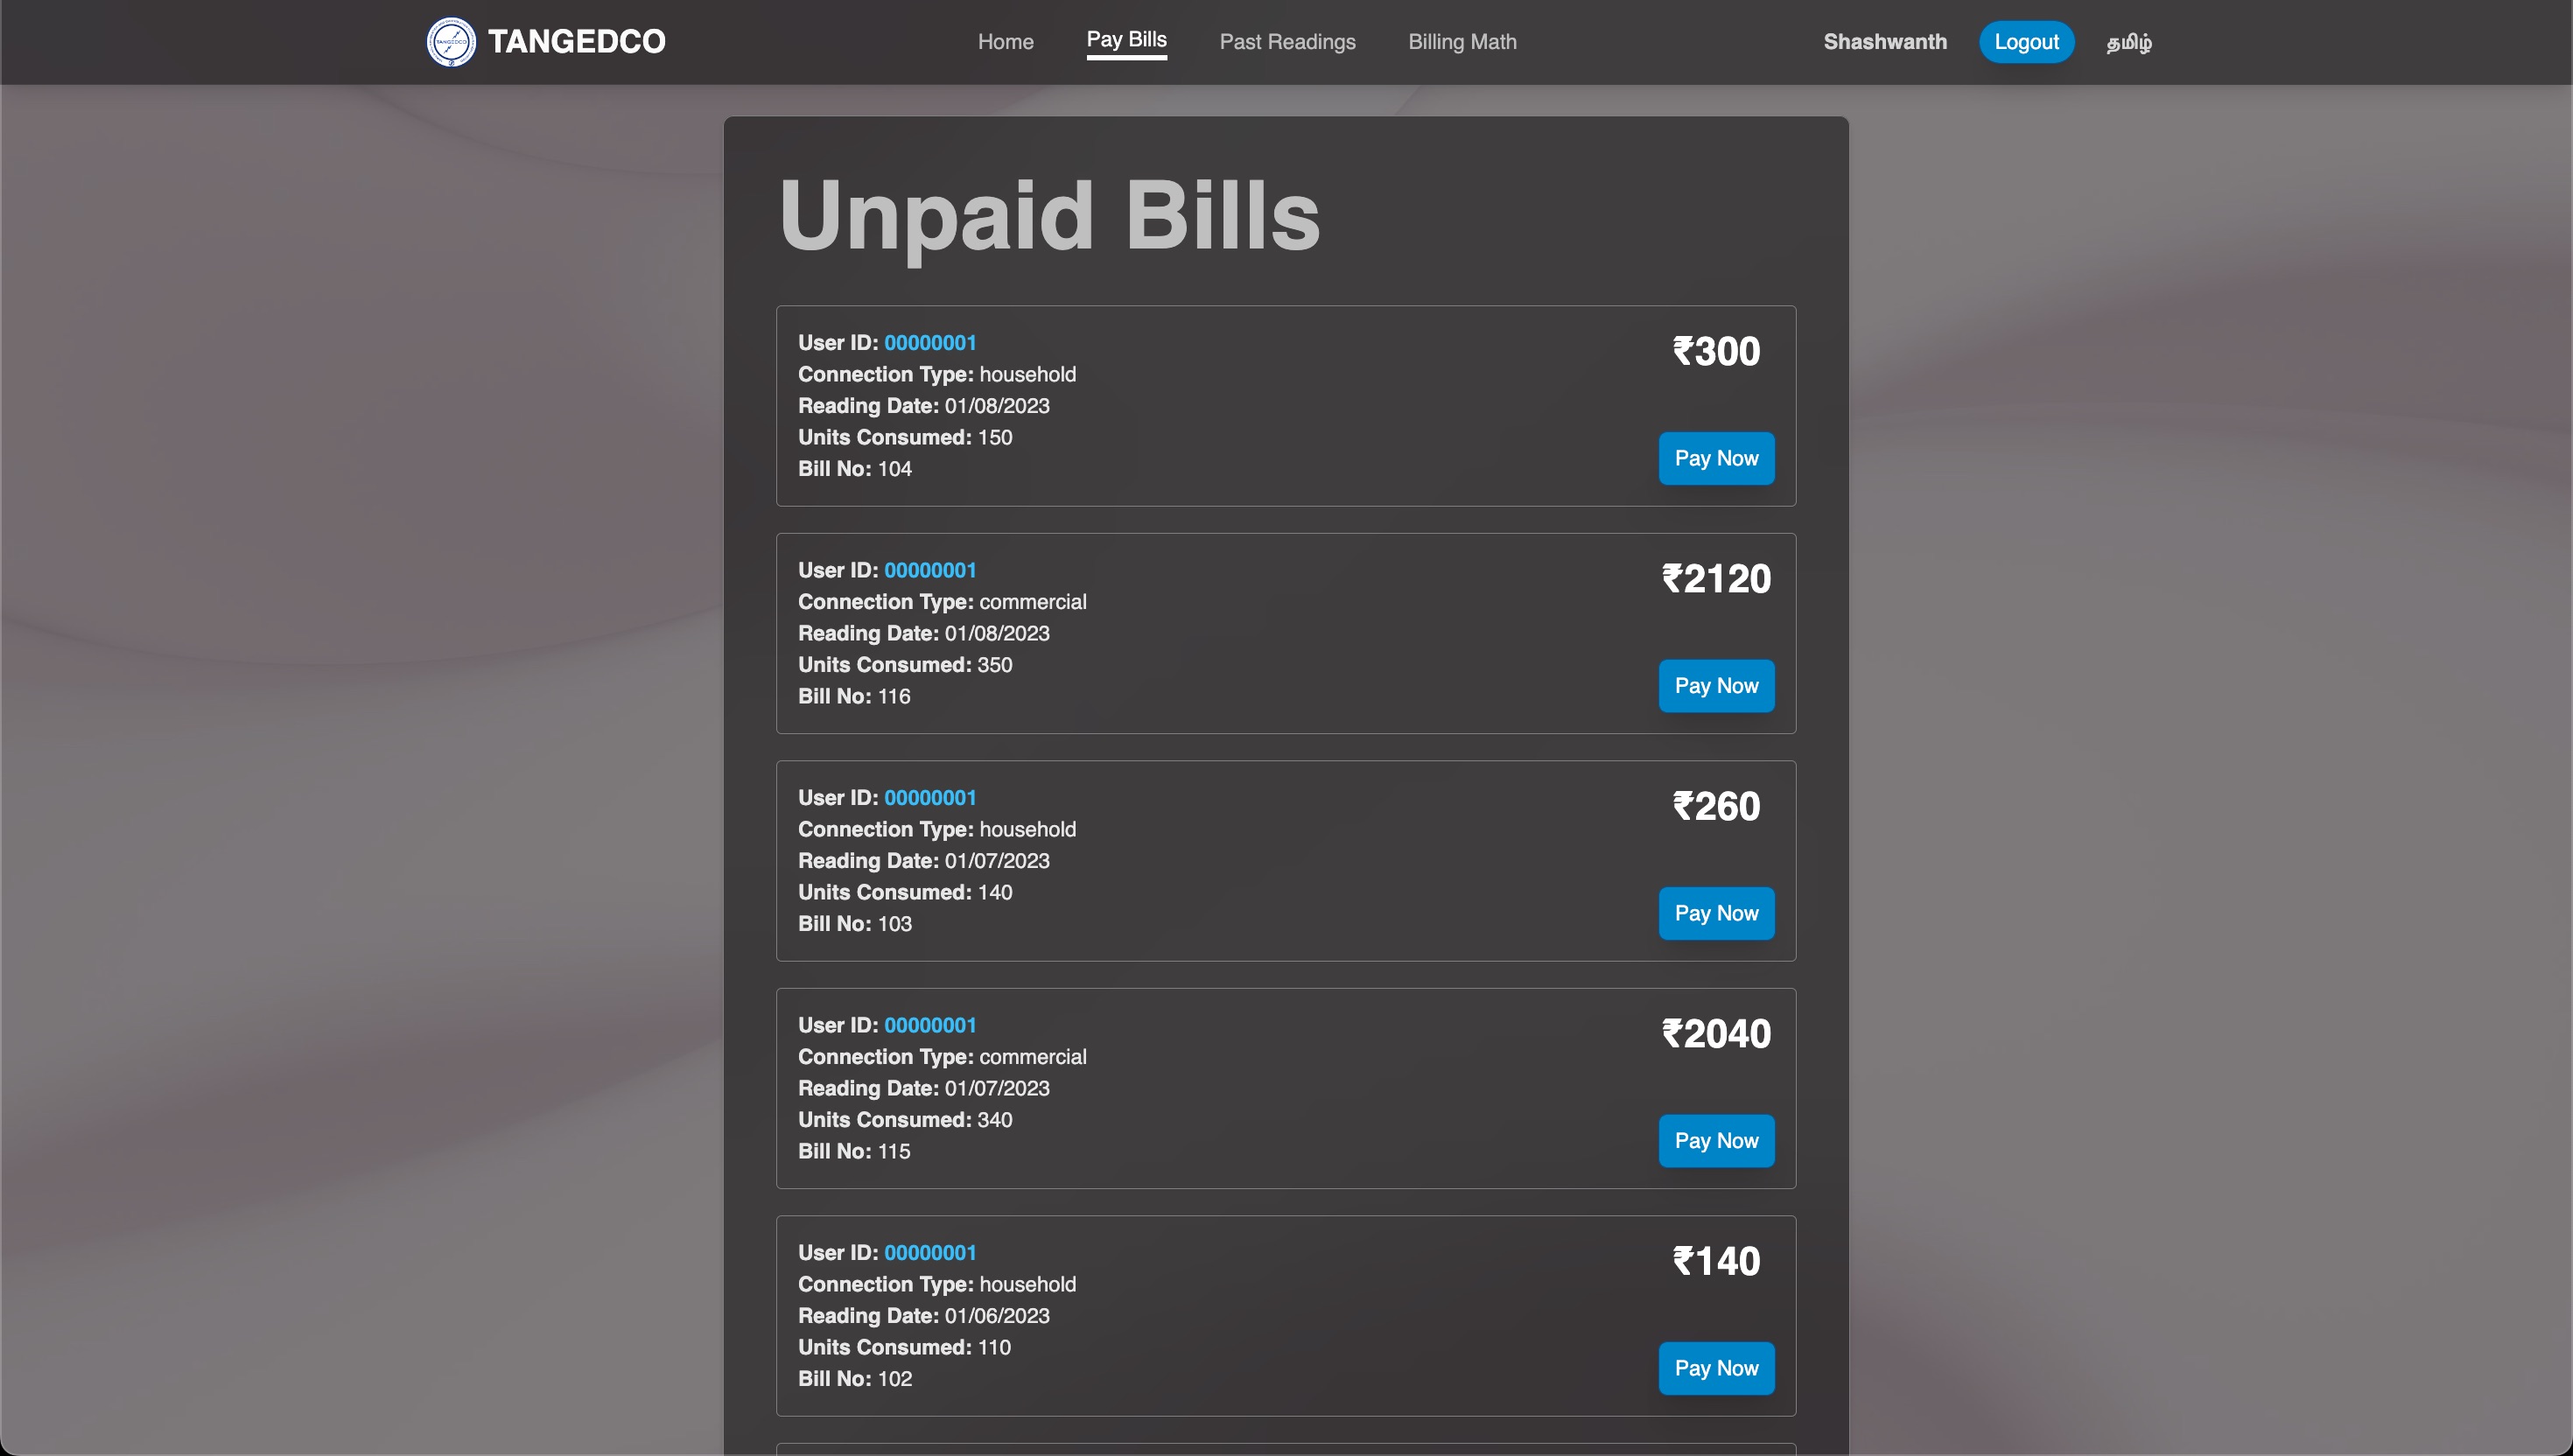 TANGEDCO
TANGEDCO
Home
Pay Bills
Past Readings
Billing Math
Shashwanth
Logout
தமிழ்
Unpaid Bills
User ID: 00000001
Connection Type: household
Reading Date: 01/08/2023
Units Consumed: 150
Bill No: 104
₹300
Pay Now
User ID: 00000001
Connection Type: commercial
Reading Date: 01/08/2023
Units Consumed: 350
Bill No: 116
₹2120
Pay Now
User ID: 00000001
Connection Type: household
Reading Date: 01/07/2023
Units Consumed: 140
Bill No: 103
₹260
Pay Now
User ID: 00000001
Connection Type: commercial
Reading Date: 01/07/2023
Units Consumed: 340
Bill No: 115
₹2040
Pay Now
User ID: 00000001
Connection Type: household
Reading Date: 01/06/2023
Units Consumed: 110
Bill No: 102
₹140
Pay Now